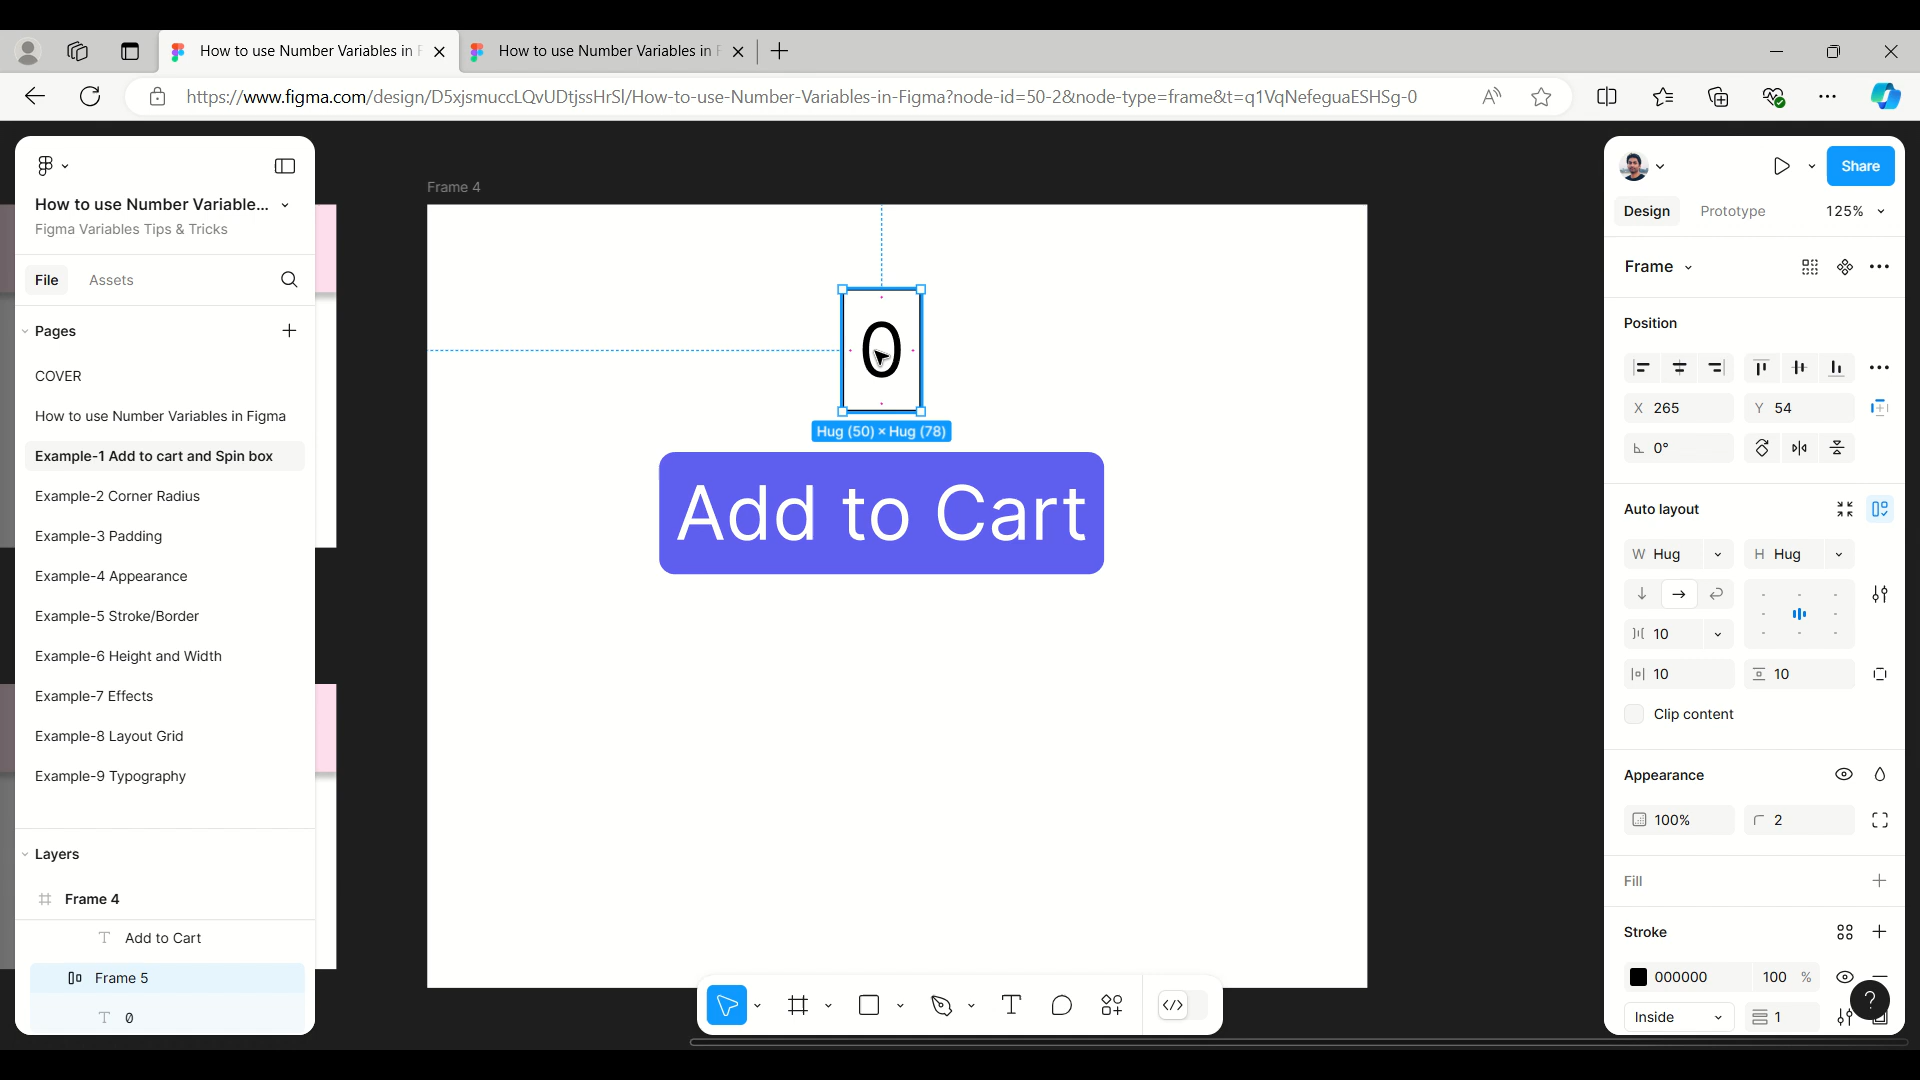 How to use Number Variables in F
How to use Number Variables in F
https://www.figma.com/design/D5xjsmuccLQvUDtjssHrSl/How-to-use-Number-Variables-in-Figma?node-id=50-2&node-type=frame&t=q1VqNefeguaESHSg-0
How to use Number Variable...
Figma Variables Tips & Tricks
File Assets
Pages
COVER
How to use Number Variables in Figma
Example-1 Add to cart and Spin box
Example-2 Corner Radius
Example-3 Padding
Example-4 Appearance
Example-5 Stroke/Border
Example-6 Height and Width
Example-7 Effects
Example-8 Layout Grid
Example-9 Typography
Layers
Frame 4
Add to Cart
Frame 5
0
Frame 4
0
Hug (50) × Hug (78)
Add to Cart
Share
Design Prototype 125%
Frame
Position
X 265 Y 54
0°
Auto layout
W Hug H Hug
10
10 10
Clip content
Appearance
100% 2
Fill
Stroke
000000 100 %
Inside 1
?